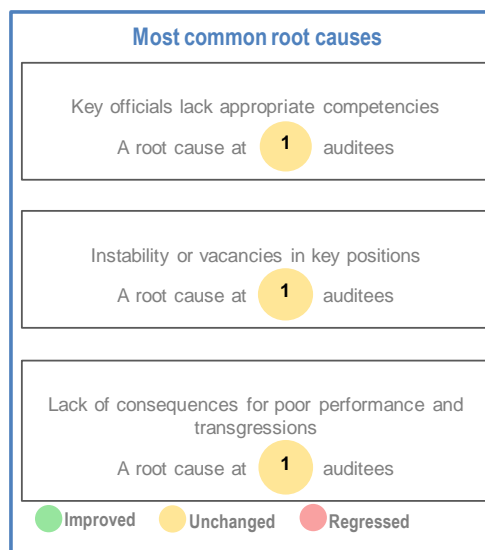 Most common root causes
Key officials lack appropriate competencies
A root cause at 1 auditees
Instability or vacancies in key positions
A root cause at 1 auditees
Lack of consequences for poor performance and
transgressions
A root cause at 1 auditees
Improved Unchanged Regressed